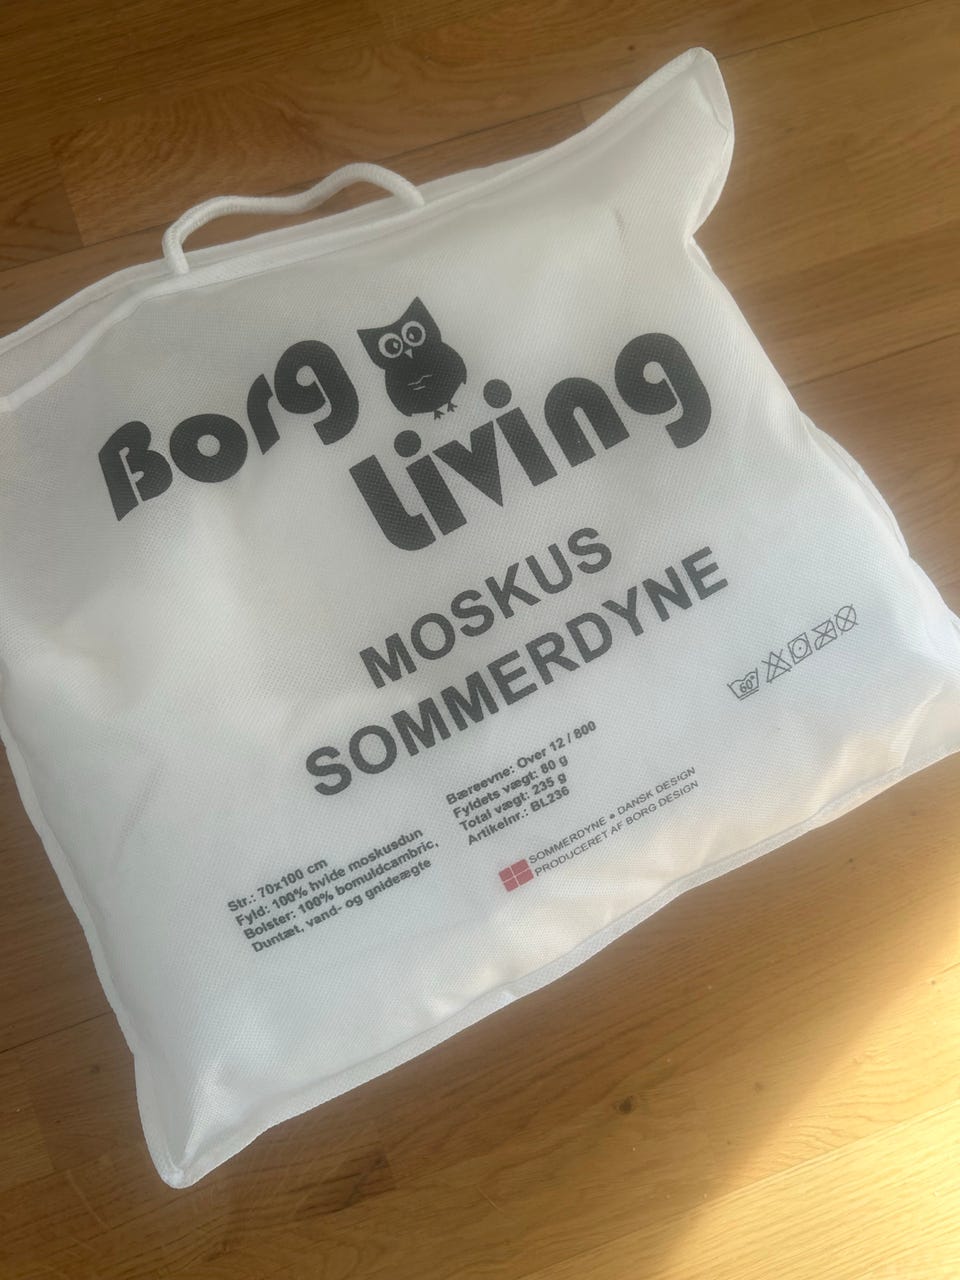 Borg
living
MOSKUS
SOMMERDYNE
60°
Str.: 70x100 cm
Fyld: 100% hvide moskusdun
Bolster: 100% bomuldcambric,
Duntæt, vand- og gnideægte
Bæreevne: Over 12 / 800
Fyldets vægt: 80 g
Total vægt: 235 g
Artikelnr.: BL236
SOMMERDYNE • DANSK DESIGN
PRODUCERET AF BORG DESIGN